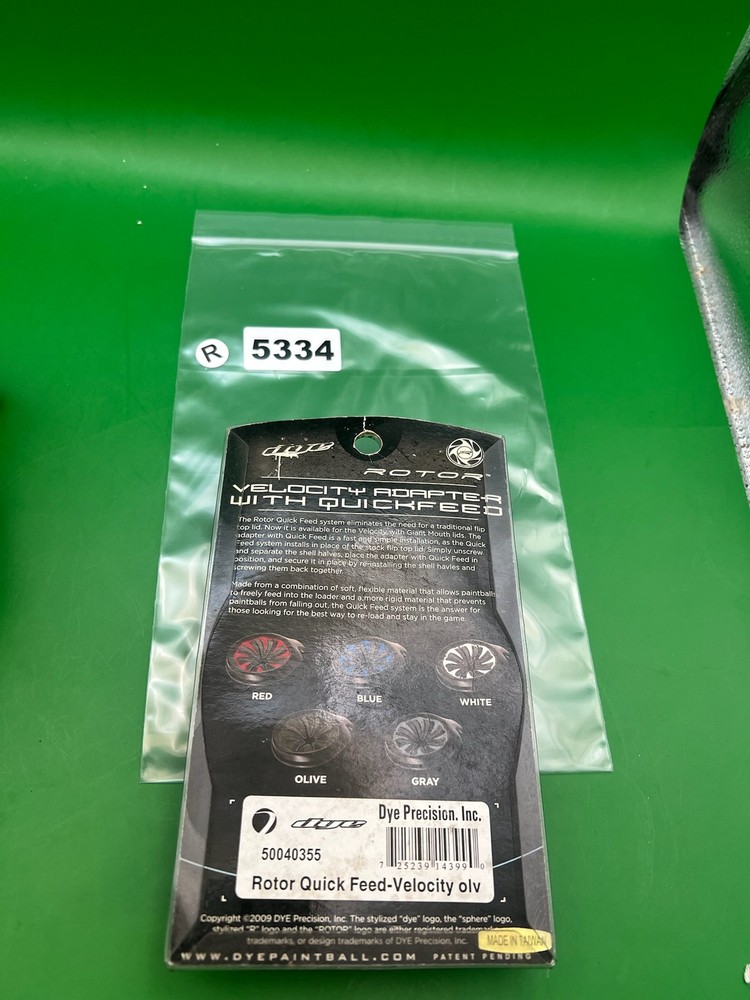 R 5334
dye
ROTOR™
VELOCITY ADAPTER
WITH QUICKFEED
The Rotor Quick Feed system eliminates the need for a traditional flip
top lid. Now it is available for the Velocity with Giant Mouth lids. The
adapter with Quick Feed is a fast and simple installation, as the Quick
Feed system installs in place of the stock flip top lid. Simply unscrew
and separate the shell halves, place the adapter with Quick Feed in
position, and secure it in place by re-installing the shell havles and
screwing them back together.
Made from a combination of soft, flexible material that allows paintballs
to freely feed into the loader and a more rigid material that prevents
paintballs from falling out, the Quick Feed system is the answer for
those looking for the best way to re-load and stay in the game.
RED
BLUE
WHITE
OLIVE
GRAY
dye Dye Precision, Inc.
50040355
7 25239 14399 0
Rotor Quick Feed-Velocity olv
Copyright ©2009 DYE Precision, Inc. The stylized "dye" logo, the "sphere" logo,
stylized "R" logo and the "ROTOR" logo are either registered trademarks
trademarks, or design trademarks of DYE Precision, Inc.
MADE IN TAIWAN
WWW.DYEPAINTBALL.COM PATENT PENDING